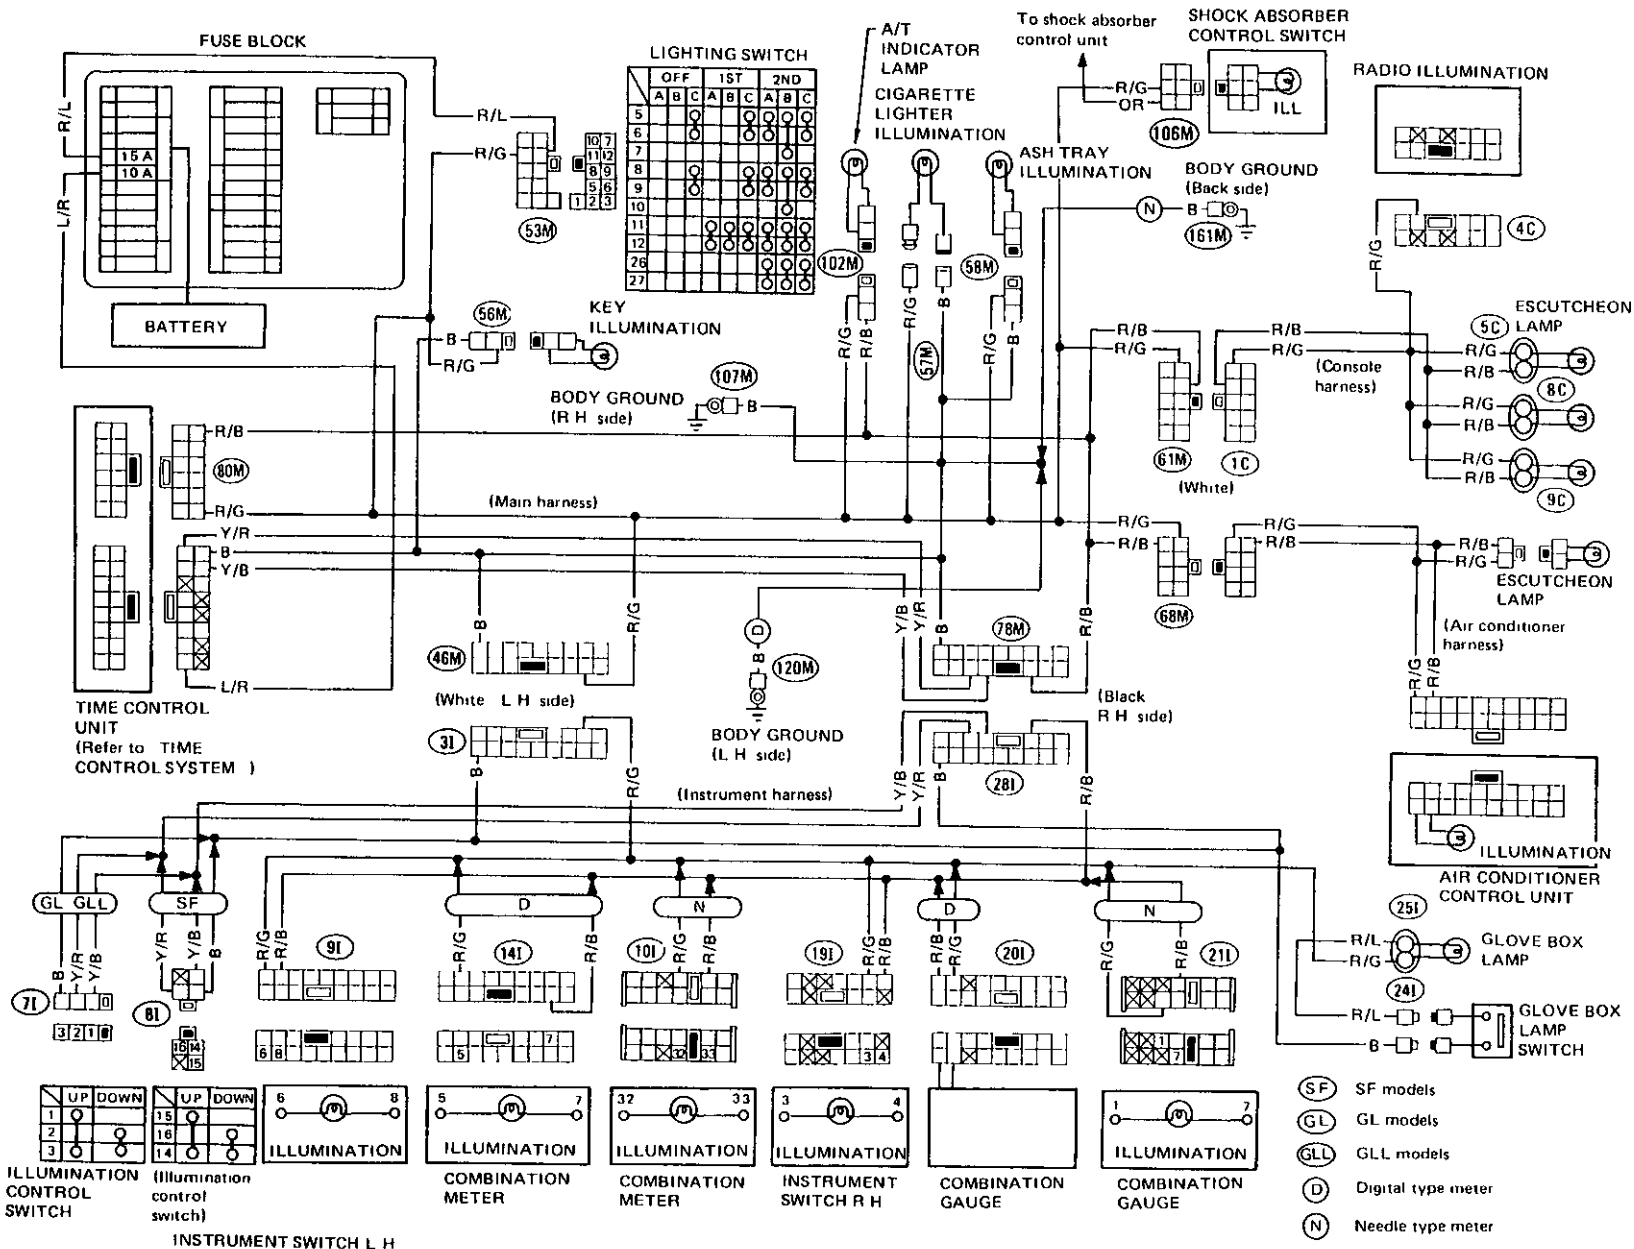 FUSE BLOCK
R/L
15 A
10 A
L/R
BATTERY
R/L
R/G
53M
10 7
11 12
8 9
5 6
1 2 3
LIGHTING SWITCH
OFF 1ST 2ND
A B C A B C A B C
5
6
7
8
9
10
11
12
26
27
A/T
INDICATOR
LAMP
CIGARETTE
LIGHTER
ILLUMINATION
ASH TRAY
ILLUMINATION
102M
58M
57M
R/G
R/B
R/G
B
R/G
B
To shock absorber
control unit
SHOCK ABSORBER
CONTROL SWITCH
R/G
OR
ILL
106M
BODY GROUND
(Back side)
N
B
161M
RADIO ILLUMINATION
4C
R/G
56M
B
R/G
KEY
ILLUMINATION
107M
BODY GROUND
(R H side)
B
R/B
R/G
61M
1C
(White)
R/B
R/G
(Console
harness)
5C
ESCUTCHEON
LAMP
R/G
R/B
8C
R/G
R/B
R/G
R/B
9C
80M
R/B
R/G
Y/R
B
Y/B
L/R
(Main harness)
TIME CONTROL
UNIT
(Refer to TIME
CONTROL SYSTEM )
R/G
R/B
68M
R/G
R/B
R/B
R/G
ESCUTCHEON
LAMP
(Air conditioner
harness)
R/G
R/B
B
R/G
46M
(White L H side)
3I
B
R/G
D
B
120M
BODY GROUND
(L H side)
Y/B
Y/R
B
78M
R/B
(Black
R H side)
28I
Y/B
Y/R
B
R/B
(Instrument harness)
ILLUMINATION
AIR CONDITIONER
CONTROL UNIT
GL GLL
SF
D
N
D
N
B
Y/R
Y/B
Y/R
Y/B
B
R/G
R/B
R/G
R/B
R/G
R/B
R/G
R/B
R/B
R/G
R/G
R/B
7I
8I
9I
14I
10I
19I
20I
21I
25I
R/L
R/G
GLOVE BOX
LAMP
24I
R/L
B
GLOVE BOX
LAMP
SWITCH
3 2 1
16 14
15
6 8
5 7
32 33
3 4
1
7
UP DOWN
1
2
3
ILLUMINATION
CONTROL
SWITCH
UP DOWN
15
16
14
(Illumination
control
switch)
INSTRUMENT SWITCH L H
6 8
ILLUMINATION
5 7
ILLUMINATION
COMBINATION
METER
32 33
ILLUMINATION
COMBINATION
METER
3 4
ILLUMINATION
INSTRUMENT
SWITCH R H
COMBINATION
GAUGE
1 7
ILLUMINATION
COMBINATION
GAUGE
SF SF models
GL GL models
GLL GLL models
D Digital type meter
N Needle type meter